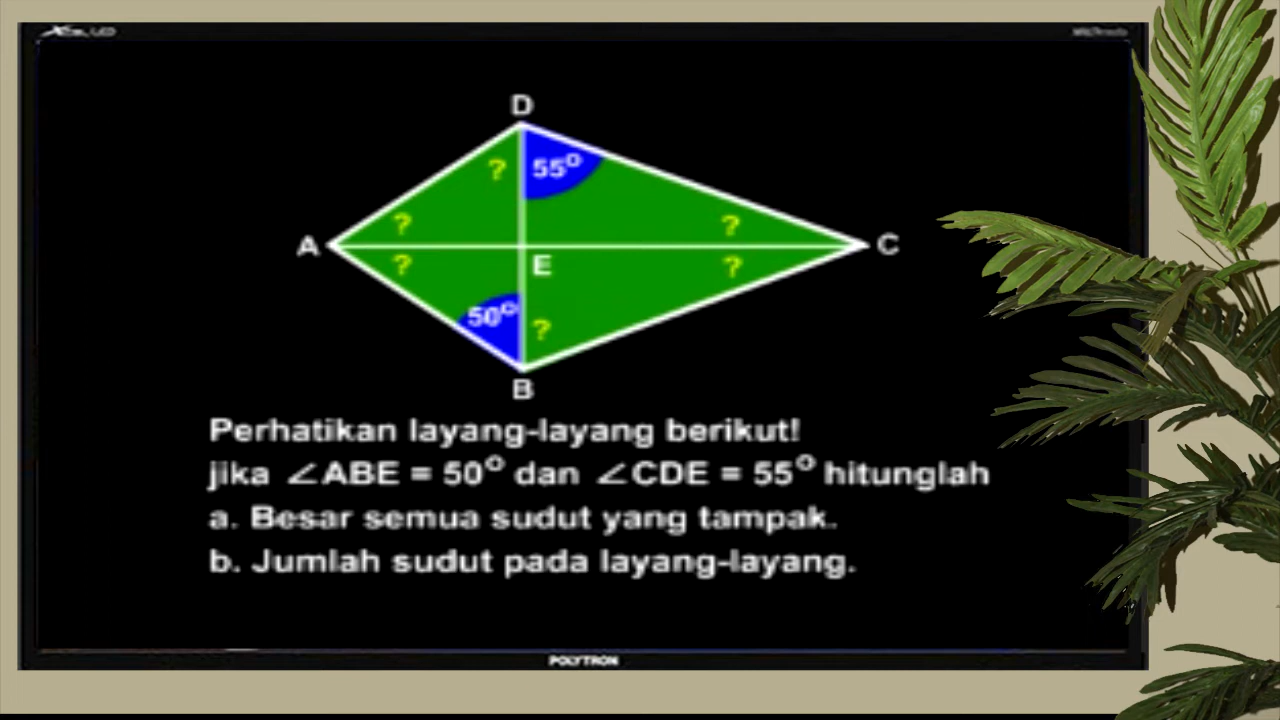 D
? 55°
? ?
A C
? E ?
50° ?
B
Perhatikan layang-layang berikut!
jika ∠ABE = 50° dan ∠CDE = 55° hitunglah
a. Besar semua sudut yang tampak.
b. Jumlah sudut pada layang-layang.
POLYTRON